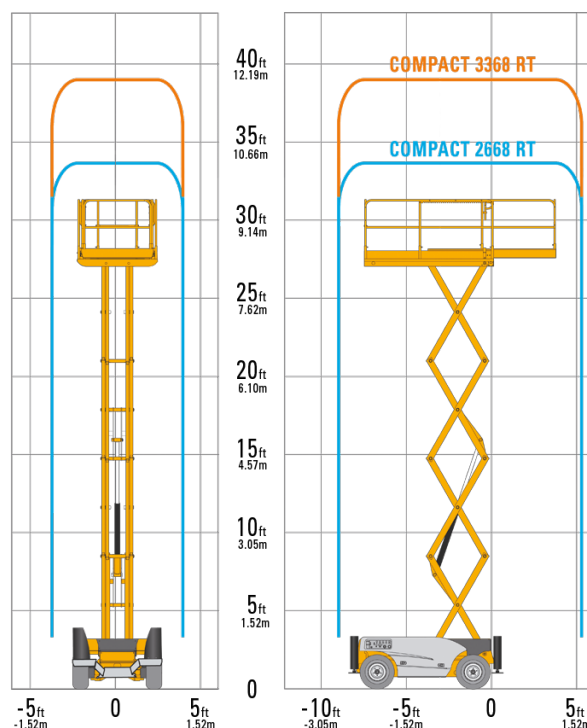 40ft
12.19m
COMPACT 3368 RT
35ft
10.66m
COMPACT 2668 RT
30ft
9.14m
25ft
7.62m
20ft
6.10m
15ft
4.57m
10ft
3.05m
5ft
1.52m
0
-5ft 0 5ft
-1.52m 1.52m
-10ft -5ft 0 5ft
-3.05m -1.52m 1.52m